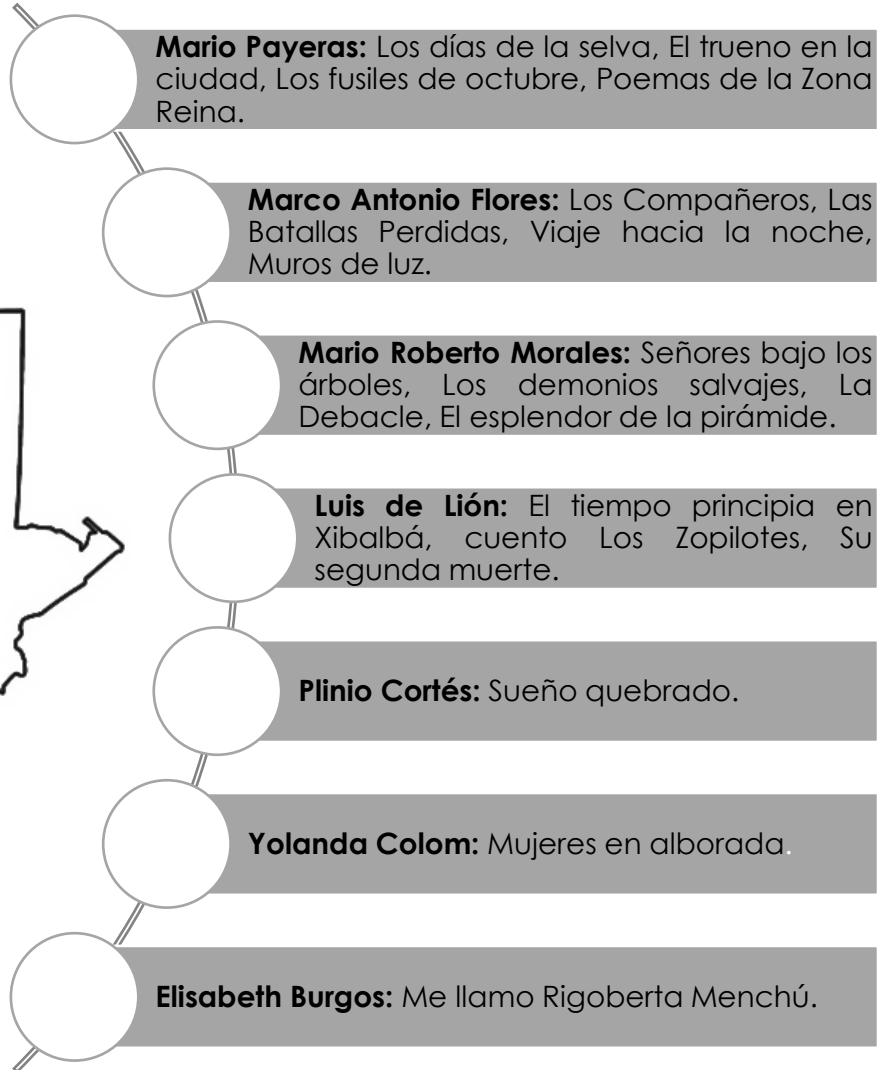 Mario Payeras: Los días de la selva, El trueno en la
ciudad, Los fusiles de octubre, Poemas de la Zona
Reina.
Marco Antonio Flores: Los Compañeros, Las
Batallas Perdidas, Viaje hacia la noche,
Muros de luz.
Mario Roberto Morales: Señores bajo los
árboles, Los demonios salvajes, La
Debacle, El esplendor de la pirámide.
Luis de Lión: El tiempo principia en
Xibalbá, cuento Los Zopilotes, Su
segunda muerte.
Plinio Cortés: Sueño quebrado.
Yolanda Colom: Mujeres en alborada.
Elisabeth Burgos: Me llamo Rigoberta Menchú.